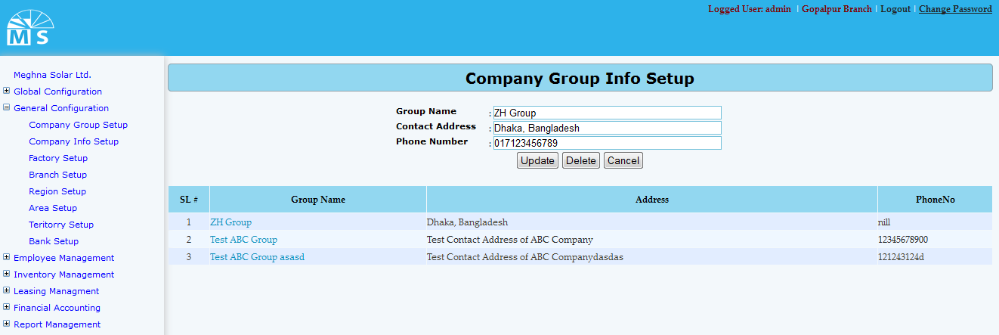 Logged User: admin | Gopalpur Branch | Logout | Change Password
MS
Meghna Solar Ltd.
Global Configuration
General Configuration
Company Group Setup
Company Info Setup
Factory Setup
Branch Setup
Region Setup
Area Setup
Teritorry Setup
Bank Setup
Employee Management
Inventory Management
Leasing Managment
Financial Accounting
Report Management
Company Group Info Setup
Group Name : ZH Group
Contact Address : Dhaka, Bangladesh
Phone Number : 017123456789
Update Delete Cancel
SL # Group Name Address PhoneNo
1 ZH Group Dhaka, Bangladesh nill
2 Test ABC Group Test Contact Address of ABC Company 12345678900
3 Test ABC Group asasd Test Contact Address of ABC Companydasdas 121243124d